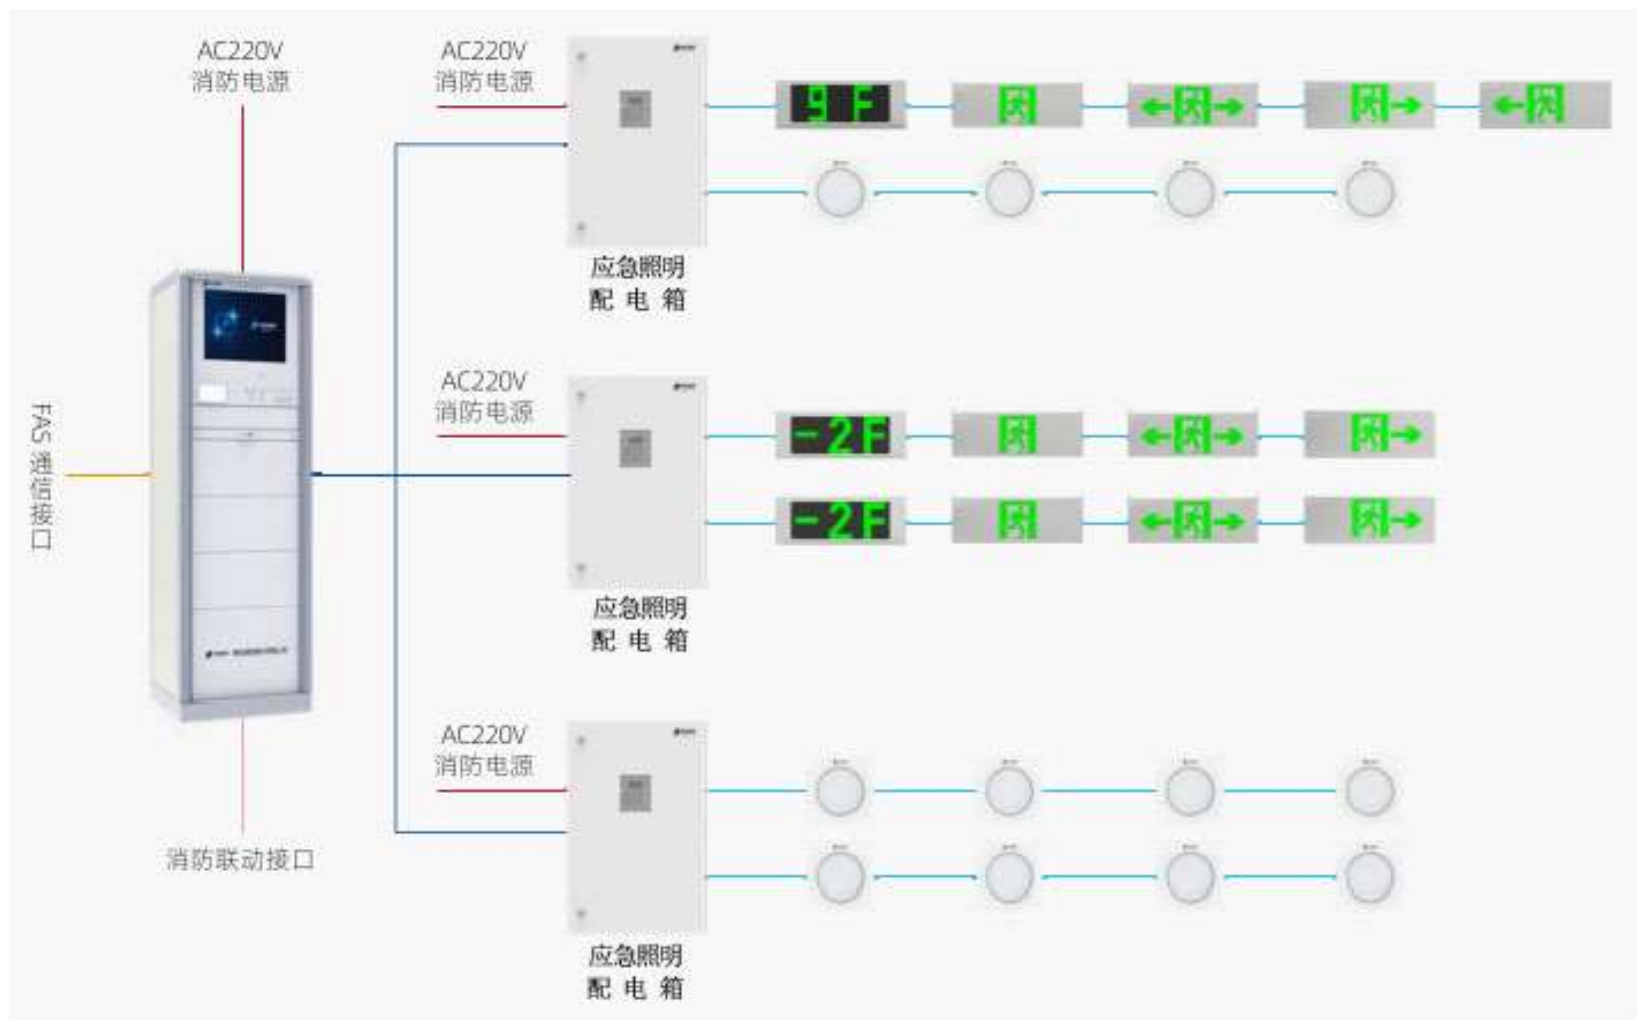 AC220V
消防电源
AC220V
消防电源
9 F
应急照明
配 电 箱
FAS 通信接口
AC220V
消防电源
-2F
-2F
应急照明
配 电 箱
AC220V
消防电源
消防联动接口
应急照明
配 电 箱